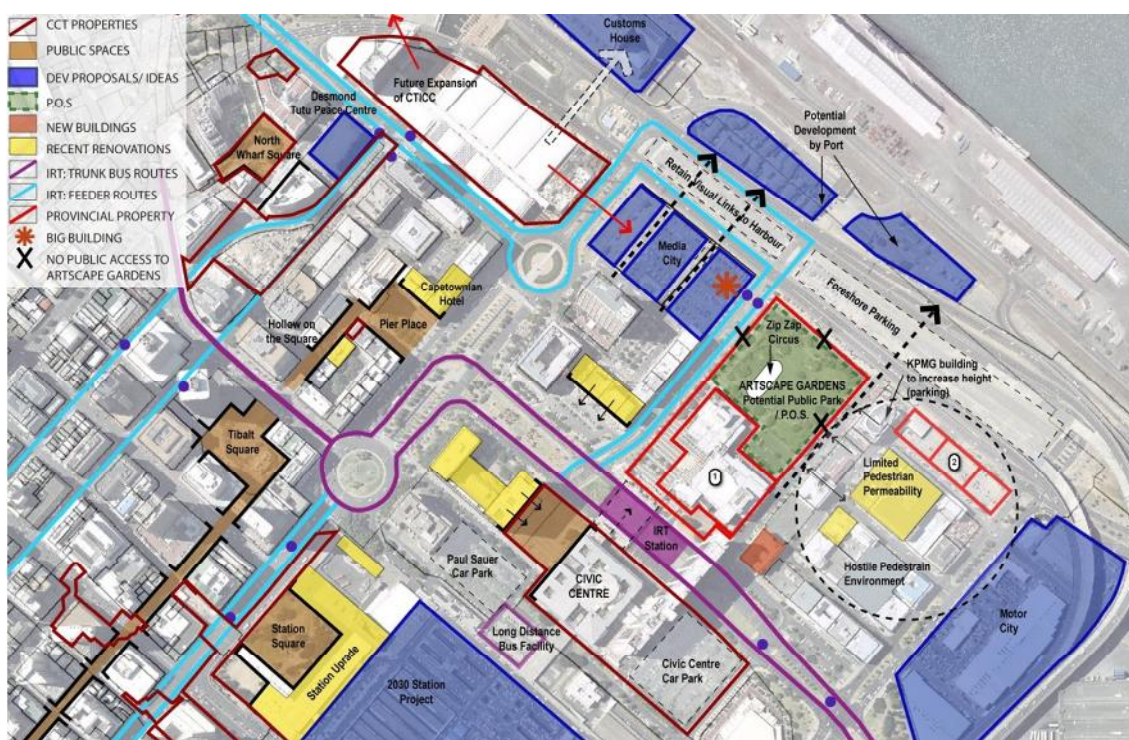 CCT PROPERTIES
PUBLIC SPACES
DEV PROPOSALS/ IDEAS
P.O.S
NEW BUILDINGS
RECENT RENOVATIONS
IRT: TRUNK BUS ROUTES
IRT: FEEDER ROUTES
PROVINCIAL PROPERTY
BIG BUILDING
NO PUBLIC ACCESS TO
ARTSCAPE GARDENS
Customs
House
Future Expansion
of CTICC
Desmond
Tutu Peace Centre
North
Wharf Square
Potential
Development
by Port
Retain Visual Links to Harbour
Media
City
Capetownian
Hotel
Pier Place
Hollow on
the Square
Foreshore Parking
Zip Zap
Circus
KPMG building
to increase height
(parking)
ARTSCAPE GARDENS
Potential Public Park
/ P.O.S.
Tibalt
Square
1
2
Limited
Pedestrian
Permeability
IRT
Station
Paul Sauer
Car Park
CIVIC
CENTRE
Hostile Pedestrain
Environment
Motor
City
Station
Square
Long Distance
Bus Facility
Civic Centre
Car Park
Station Uprade
2030 Station
Project